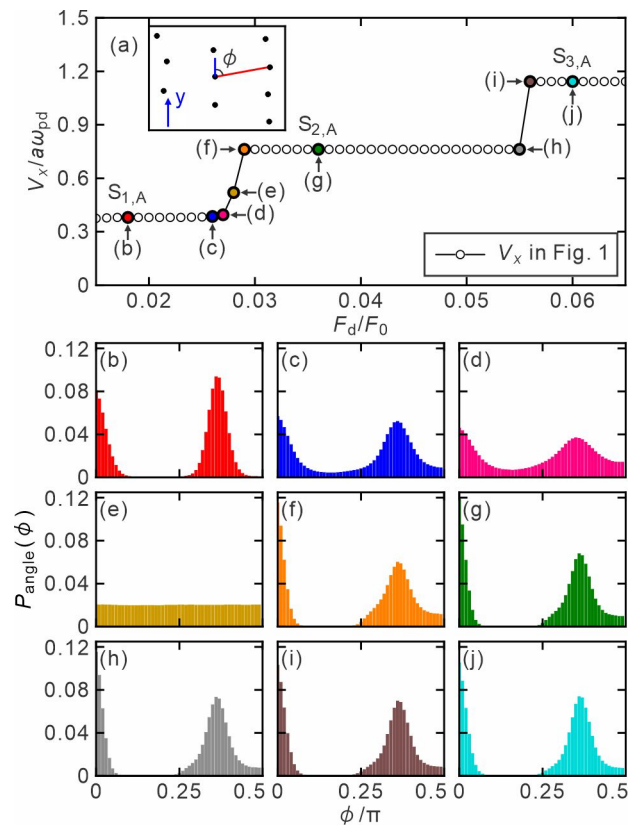 1.5
(a)
ϕ
y
S3,A
1.2
(i)
(j)
Vx/aωpd
0.9
S2,A
(f)
(h)
0.6
(g)
(e)
S1,A
(d)
0.3
(b)
(c)
Vx in Fig. 1
0
0.02 0.03 0.04 0.05 0.06
Fd/F0
0.12 (b) (c) (d)
0.08
0.04
0
0.12 (e) (f) (g)
0.08
Pangle(ϕ)
0.04
0
0.12 (h) (i) (j)
0.08
0.04
0
0 0.25 0.5 0 0.25 0.5 0 0.25 0.5
ϕ/π